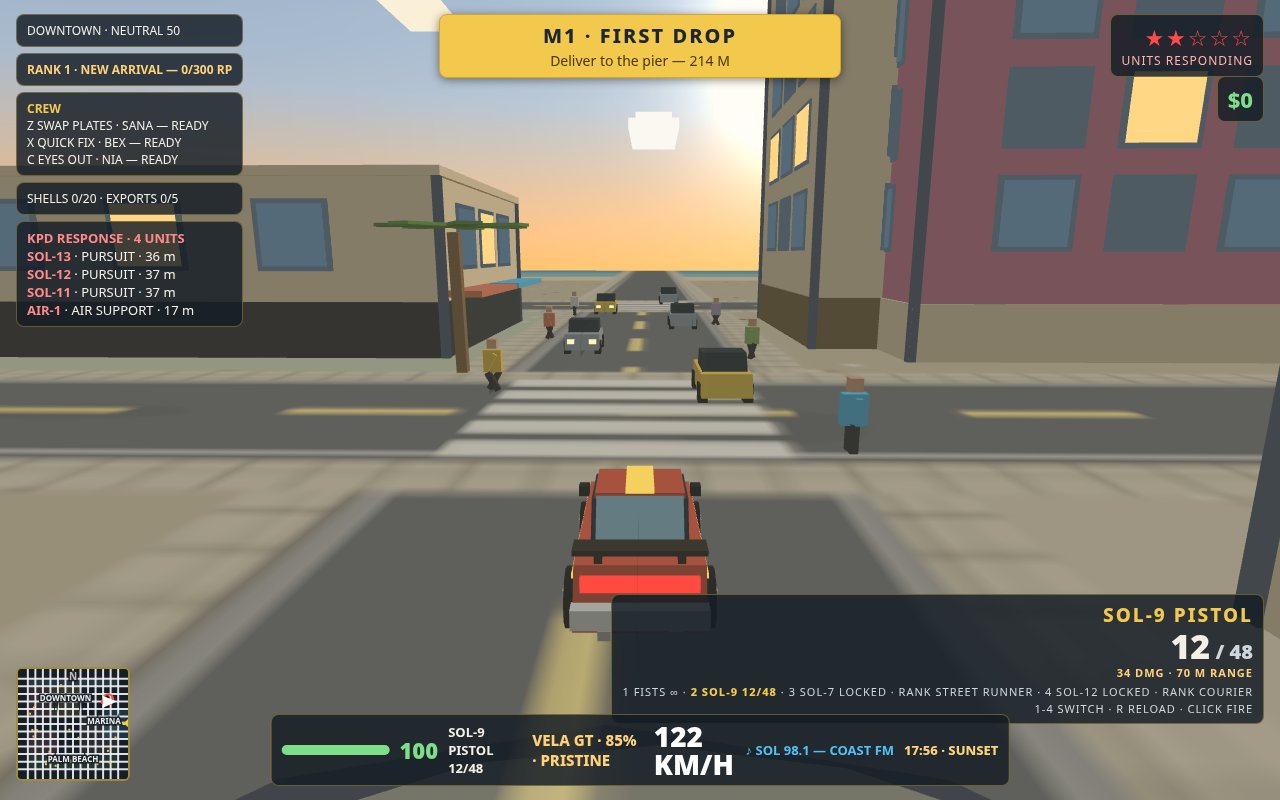 DOWNTOWN · NEUTRAL 50
RANK 1 · NEW ARRIVAL — 0/300 RP
CREW
Z SWAP PLATES · SANA — READY
X QUICK FIX · BEX — READY
C EYES OUT · NIA — READY
SHELLS 0/20 · EXPORTS 0/5
KPD RESPONSE · 4 UNITS
SOL-13 · PURSUIT · 36 m
SOL-12 · PURSUIT · 37 m
SOL-11 · PURSUIT · 37 m
AIR-1 · AIR SUPPORT · 17 m
M1 · FIRST DROP
Deliver to the pier — 214 M
★★☆☆☆
UNITS RESPONDING
$0
SOL-9 PISTOL
12 / 48
34 DMG · 70 M RANGE
1 FISTS ∞ · 2 SOL-9 12/48 · 3 SOL-7 LOCKED · RANK STREET RUNNER · 4 SOL-12 LOCKED · RANK COURIER
1-4 SWITCH · R RELOAD · CLICK FIRE
N
DOWNTOWN
MARINA
PALM BEACH
100
SOL-9
PISTOL
12/48
VELA GT · 85%
· PRISTINE
122
KM/H
♪ SOL 98.1 — COAST FM
17:56 · SUNSET